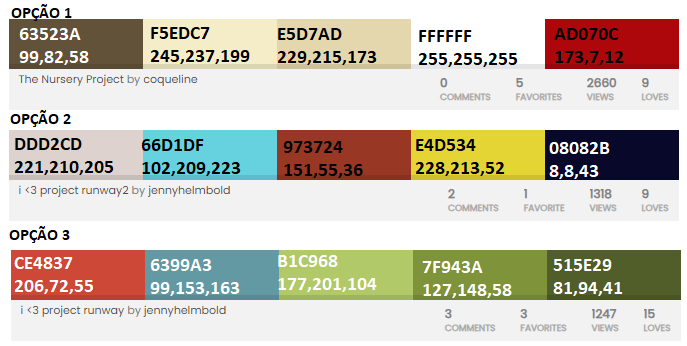 OPÇÃO 1
63523A F5EDC7 E5D7AD FFFFFF AD070C
99,82,58 245,237,199 229,215,173 255,255,255 173,7,12
The Nursery Project by coqueline 0 5 2660 9
COMMENTS FAVORITES VIEWS LOVES
OPÇÃO 2
DDD2CD 66D1DF 973724 E4D534 08082B
221,210,205 102,209,223 151,55,36 228,213,52 8,8,43
i <3 project runway2 by jennyhelmbold 2 1 1318 9
COMMENTS FAVORITE VIEWS LOVES
OPÇÃO 3
CE4837 6399A3 B1C968 7F943A 515E29
206,72,55 99,153,163 177,201,104 127,148,58 81,94,41
i <3 project runway by jennyhelmbold 3 3 1247 15
COMMENTS FAVORITES VIEWS LOVES